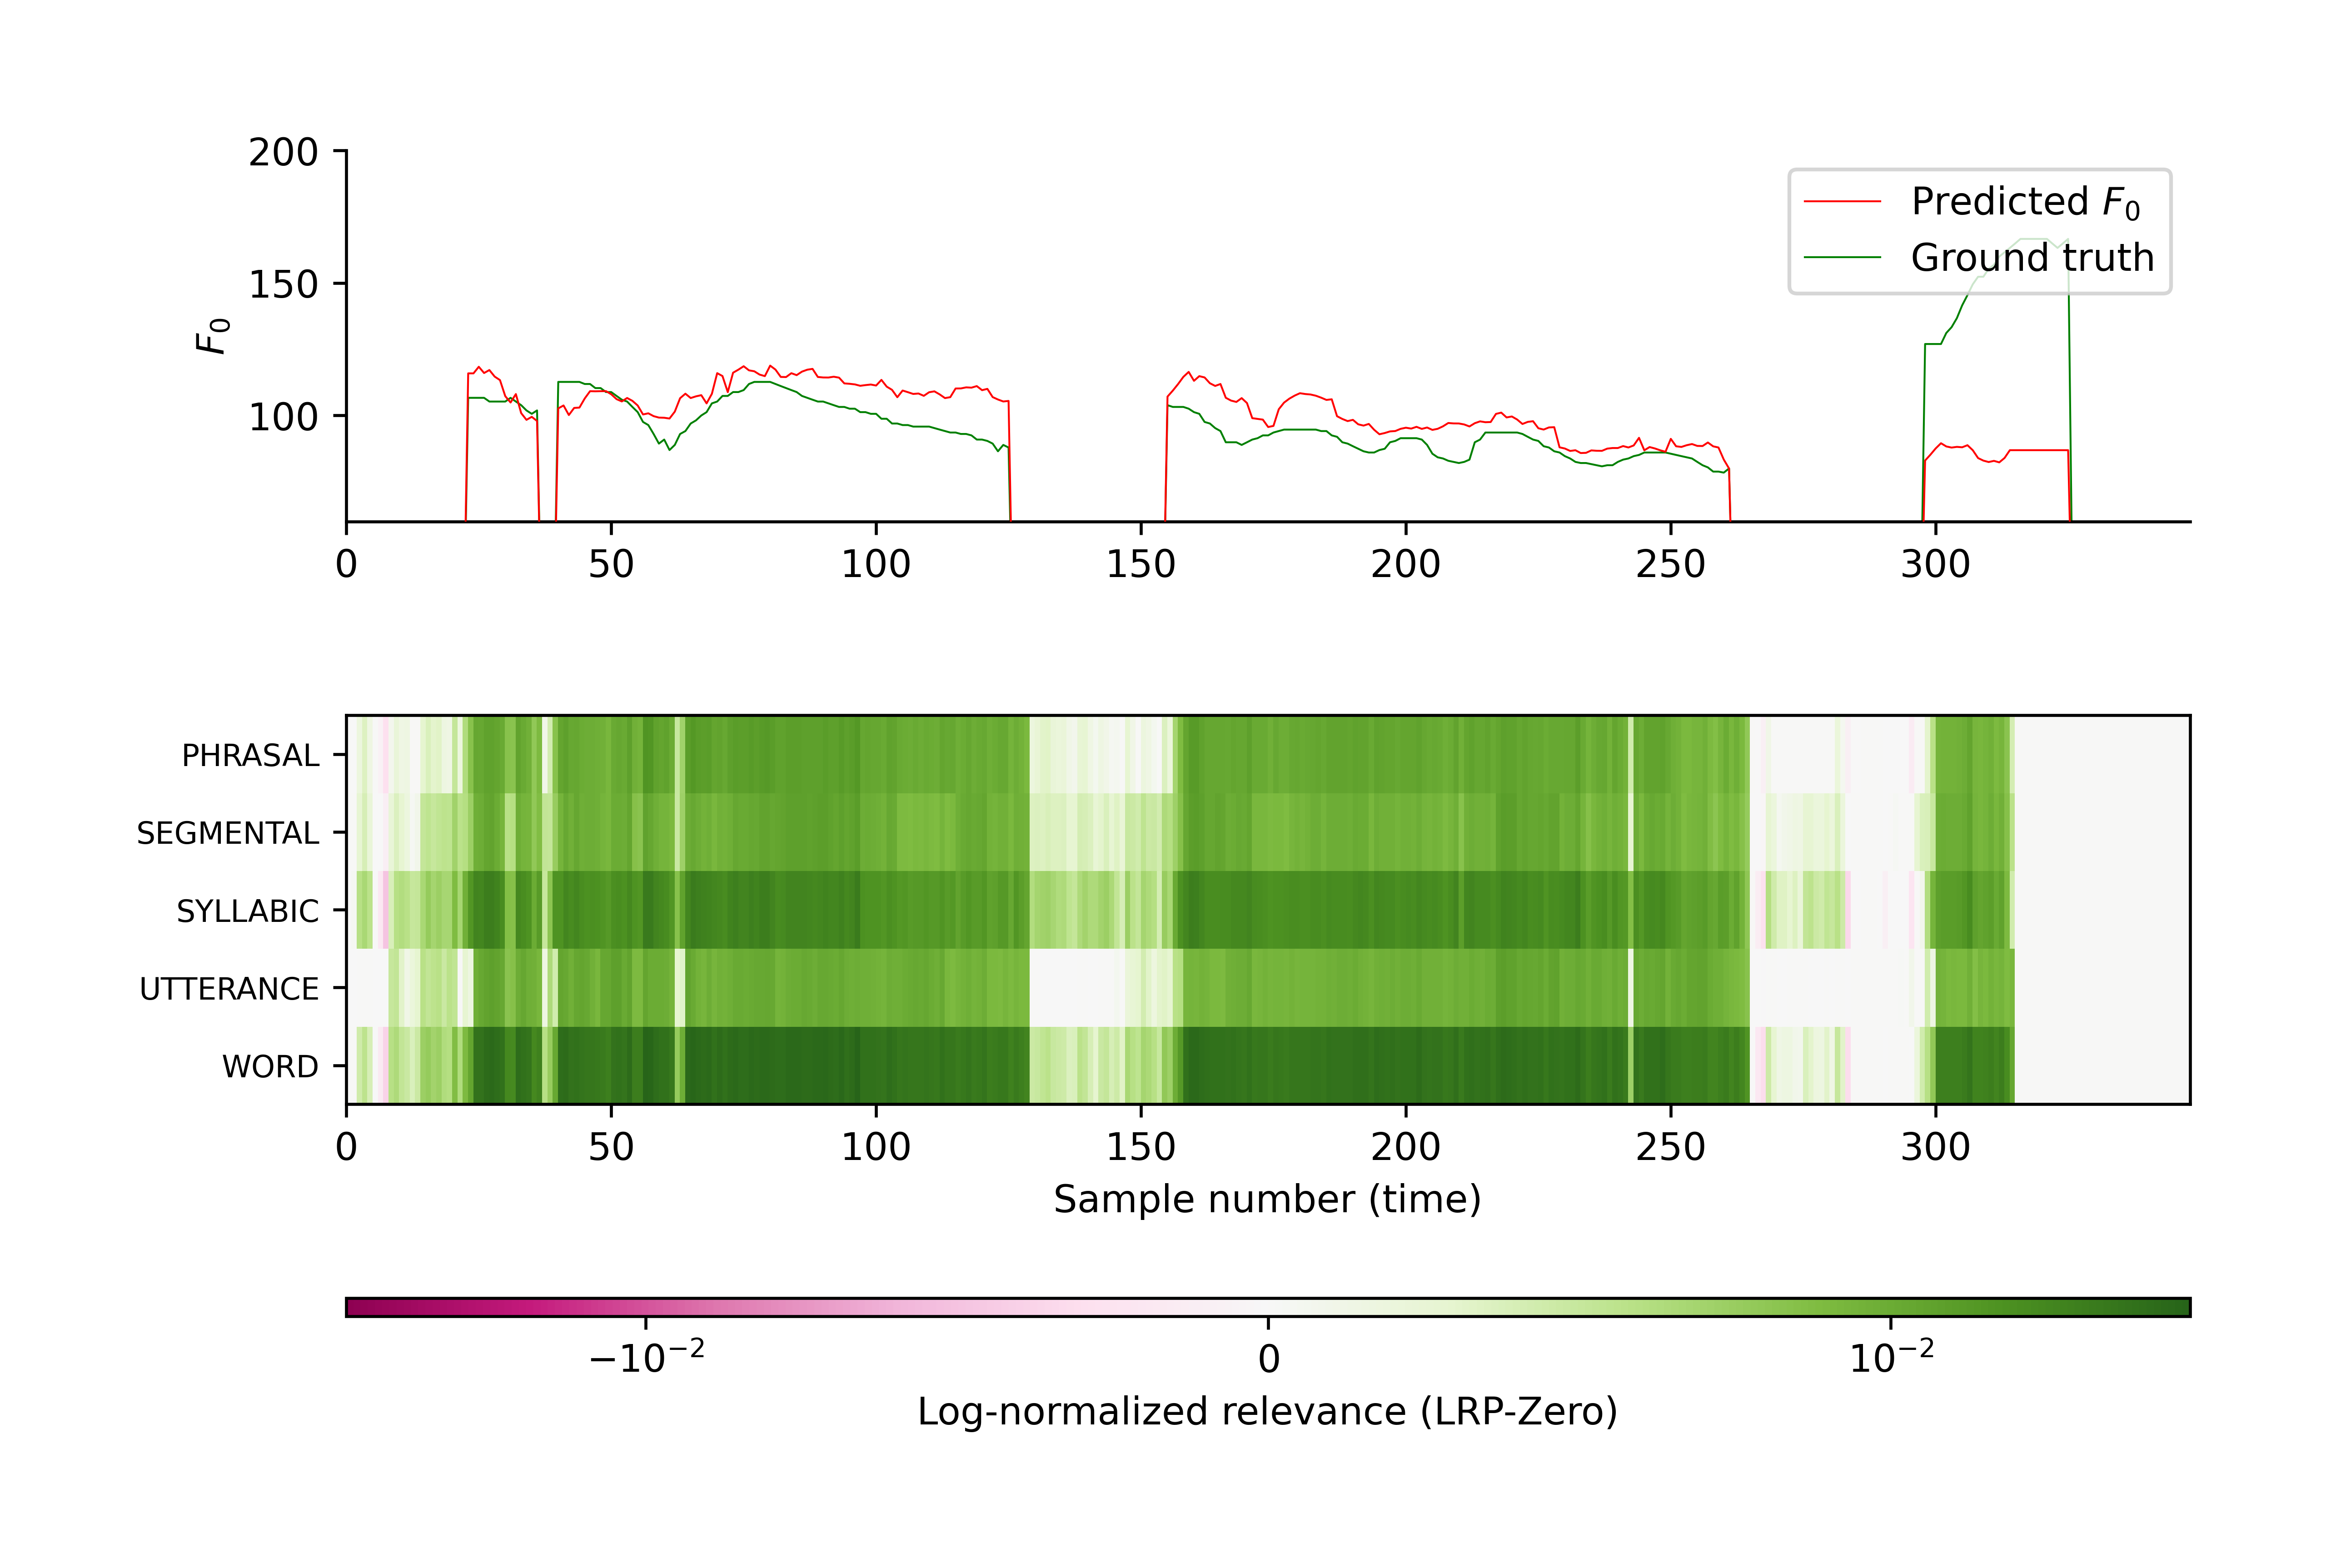 200
150
100
F₀
Predicted F₀
Ground truth
0 50 100 150 200 250 300
PHRASAL
SEGMENTAL
SYLLABIC
UTTERANCE
WORD
0 50 100 150 200 250 300
Sample number (time)
−10⁻² 0 10⁻²
Log-normalized relevance (LRP-Zero)